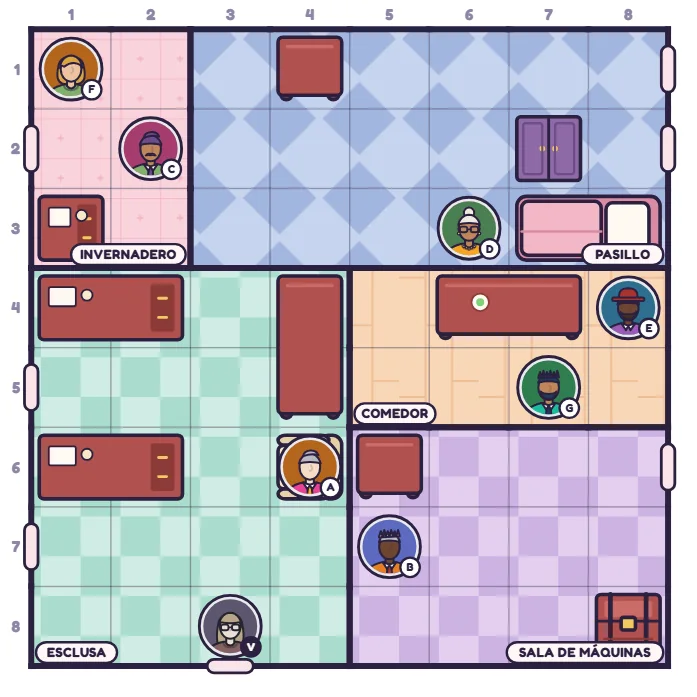 1 2 3 4 5 6 7 8
1
F
2
C
3
D
INVERNADERO
PASILLO
4
E
5
G
COMEDOR
6
A
7
B
8
V
ESCLUSA
SALA DE MÁQUINAS